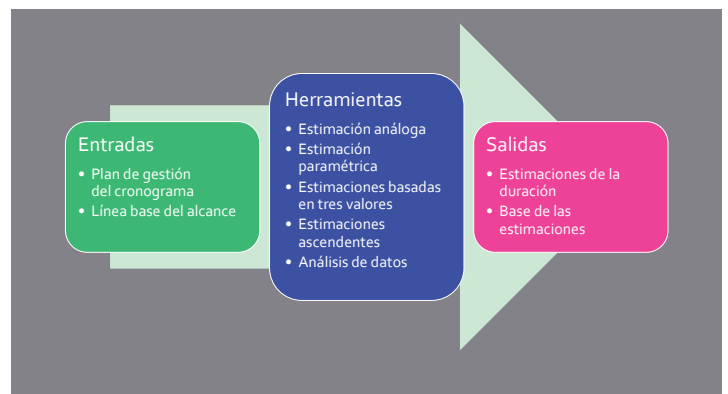 Entradas
• Plan de gestión
del cronograma
• Línea base del alcance
Herramientas
• Estimación análoga
• Estimación
paramétrica
• Estimaciones basadas
en tres valores
• Estimaciones
ascendentes
• Análisis de datos
Salidas
• Estimaciones de la
duración
• Base de las
estimaciones